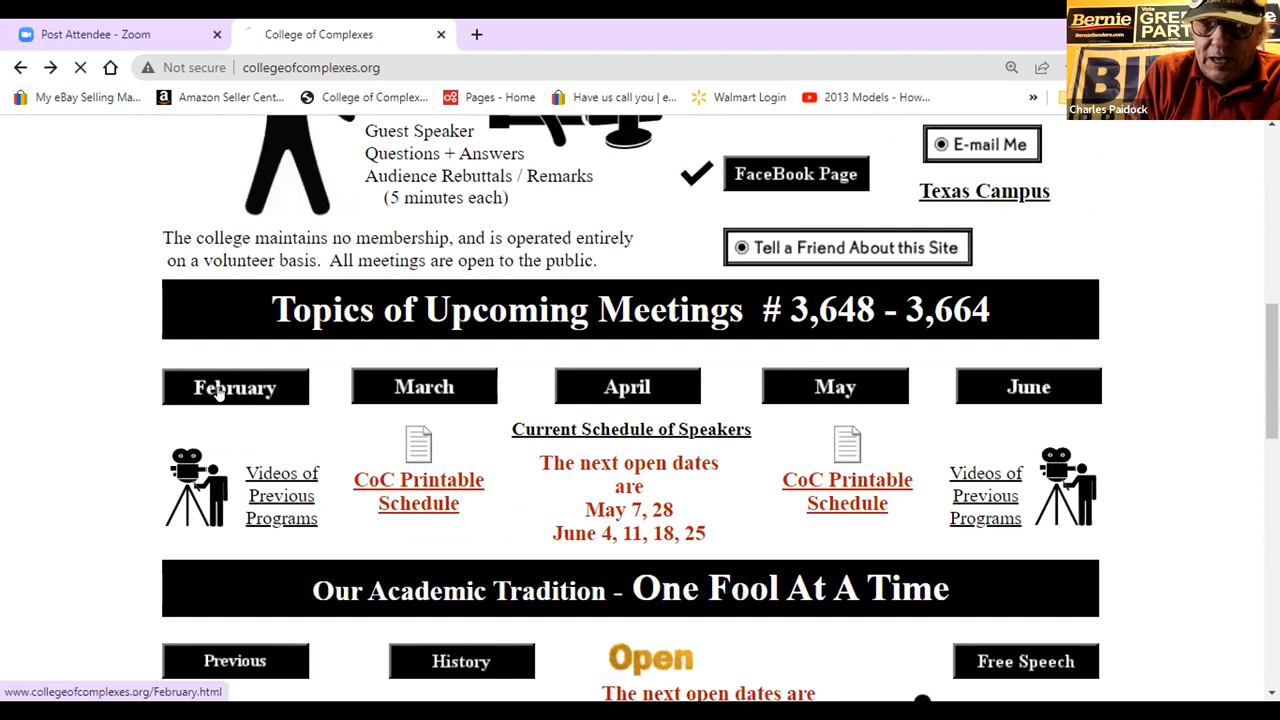 Post Attendee - Zoom
College of Complexes
Not secure
collegeofcomplexes.org
My eBay Selling Ma...
Amazon Seller Cent...
College of Complex...
Pages - Home
Have us call you | e...
Walmart Login
2013 Models - How...
Bernie
BernieSanders.com
Vote
GREE
PART
Charles Paidock
Guest Speaker
Questions + Answers
Audience Rebuttals / Remarks
(5 minutes each)
FaceBook Page
E-mail Me
Texas Campus
The college maintains no membership, and is operated entirely
on a volunteer basis. All meetings are open to the public.
Tell a Friend About this Site
Topics of Upcoming Meetings # 3,648 - 3,664
February
March
April
May
June
Videos of
Previous
Programs
CoC Printable
Schedule
Current Schedule of Speakers
The next open dates
are
May 7, 28
June 4, 11, 18, 25
CoC Printable
Schedule
Videos of
Previous
Programs
Our Academic Tradition - One Fool At A Time
Previous
History
Open
Free Speech
The next open dates are
www.collegeofcomplexes.org/February.html